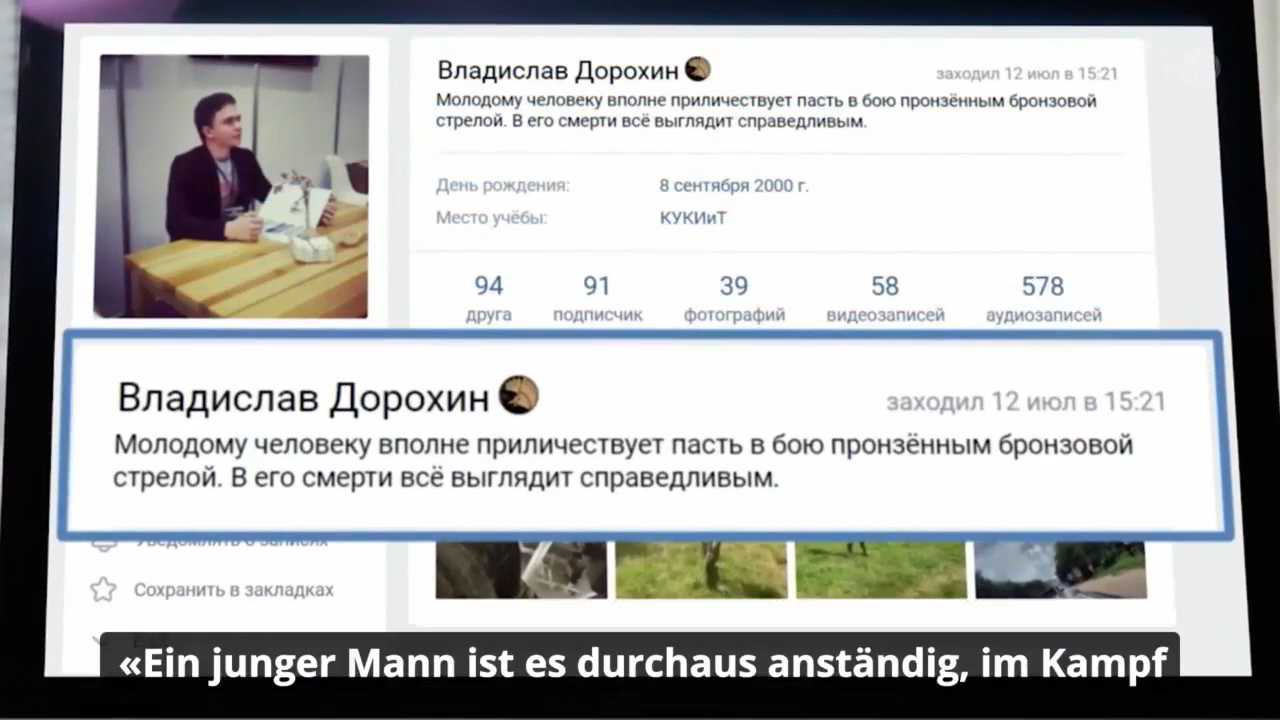 Владислав Дорохин
заходил 12 июл в 15:21
Молодому человеку вполне приличествует пасть в бою пронзённым бронзовой
стрелой. В его смерти всё выглядит справедливым.
День рождения: 8 сентября 2000 г.
Место учёбы: КУКИиТ
94 91 39 58 578
друга подписчик фотографий видеозаписей аудиозаписей
Владислав Дорохин
заходил 12 июл в 15:21
Молодому человеку вполне приличествует пасть в бою пронзённым бронзовой
стрелой. В его смерти всё выглядит справедливым.
Уведомлять о записях
Сохранить в закладках
«Ein junger Mann ist es durchaus anständig, im Kampf